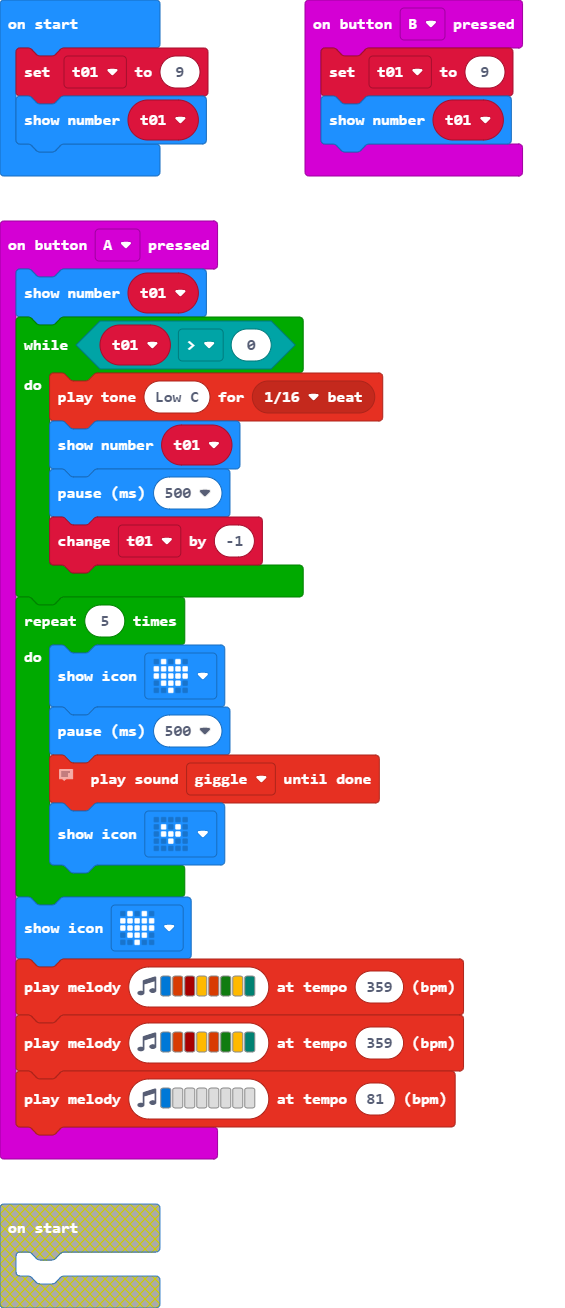 on start
set t01 to 9
show number t01
on button B pressed
set t01 to 9
show number t01
on button A pressed
show number t01
while t01 > 0
do
play tone Low C for 1/16 beat
show number t01
pause (ms) 500
change t01 by -1
repeat 5 times
do
show icon
pause (ms) 500
play sound giggle until done
show icon
show icon
play melody at tempo 359 (bpm)
play melody at tempo 359 (bpm)
play melody at tempo 81 (bpm)
on start